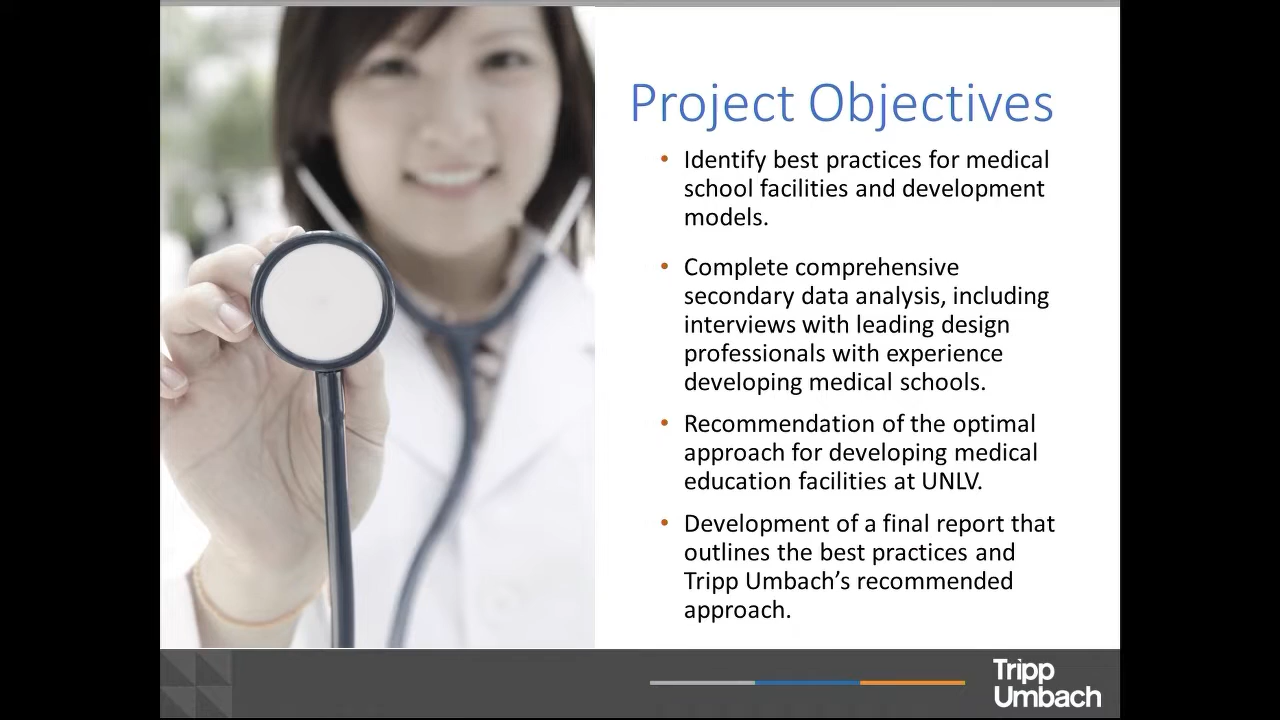 Project Objectives
• Identify best practices for medical
school facilities and development
models.
• Complete comprehensive
secondary data analysis, including
interviews with leading design
professionals with experience
developing medical schools.
• Recommendation of the optimal
approach for developing medical
education facilities at UNLV.
• Development of a final report that
outlines the best practices and
Tripp Umbach’s recommended
approach.
Tripp
Umbach